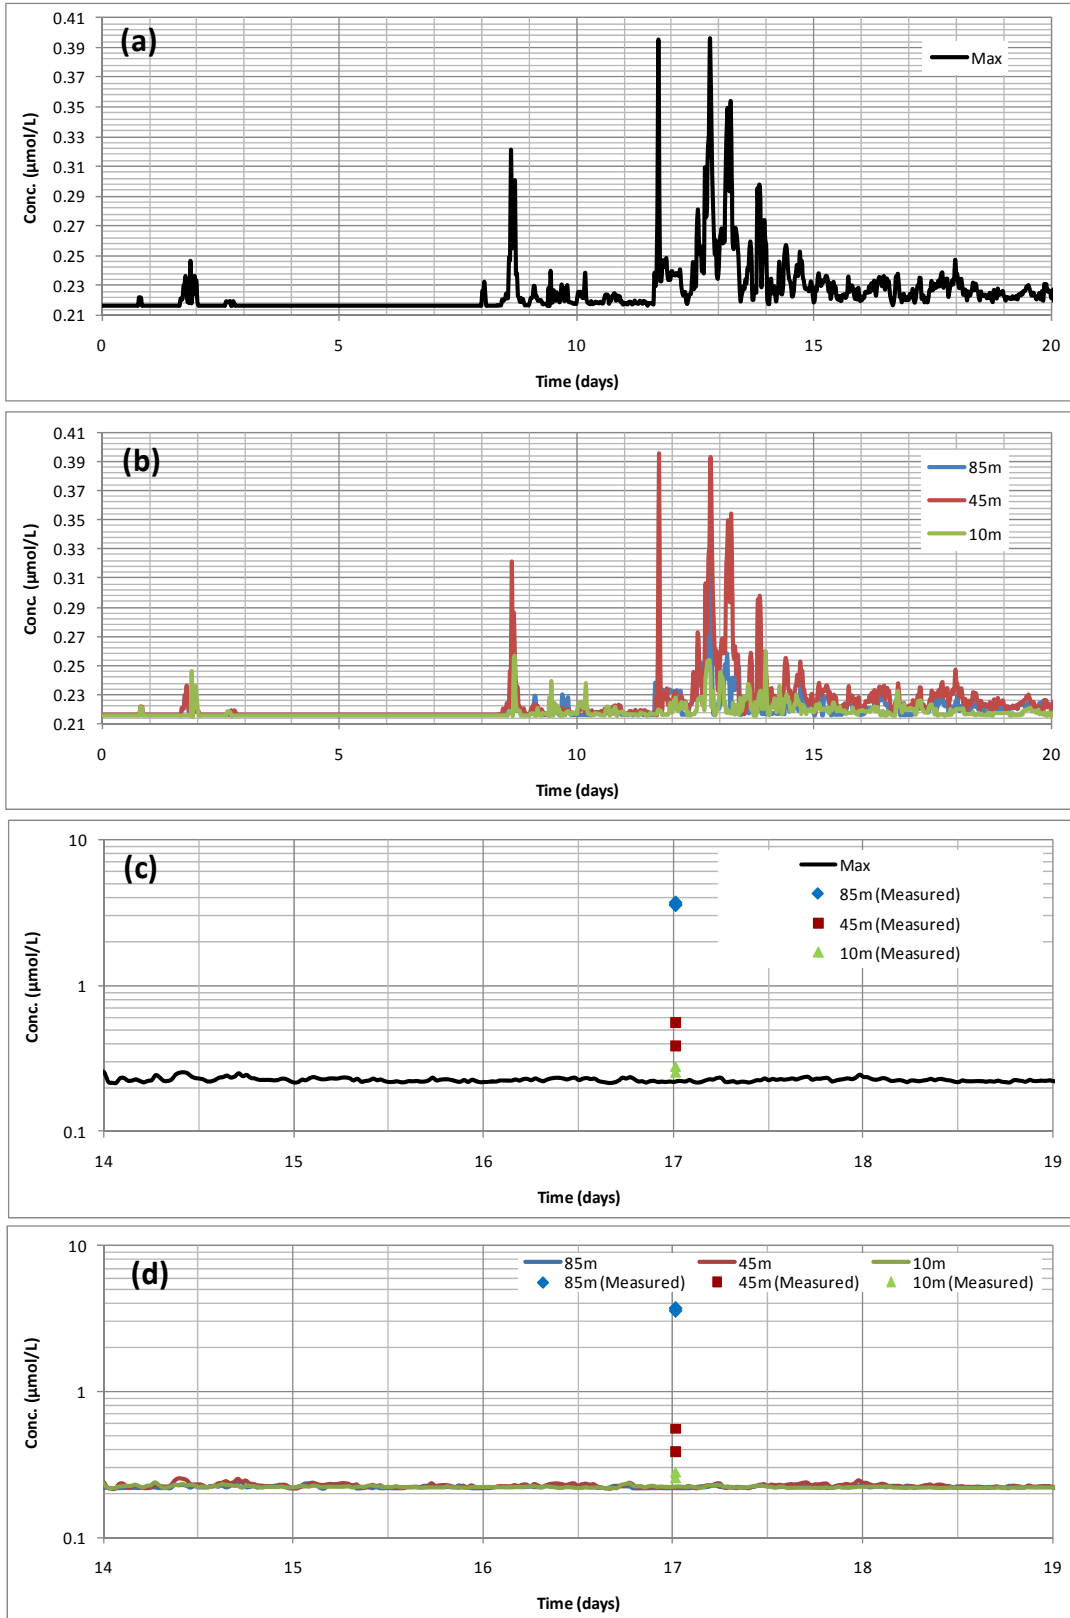 (a)
Max
Conc. (µmol/L)
0.41
0.39
0.37
0.35
0.33
0.31
0.29
0.27
0.25
0.23
0.21
0 5 10 15 20
Time (days)
(b)
85m
45m
10m
Conc. (µmol/L)
0.41
0.39
0.37
0.35
0.33
0.31
0.29
0.27
0.25
0.23
0.21
0 5 10 15 20
Time (days)
(c)
Max
85m (Measured)
45m (Measured)
10m (Measured)
Conc. (µmol/L)
10
1
0.1
14 15 16 17 18 19
Time (days)
(d)
85m 45m 10m
85m (Measured) 45m (Measured) 10m (Measured)
Conc. (µmol/L)
10
1
0.1
14 15 16 17 18 19
Time (days)